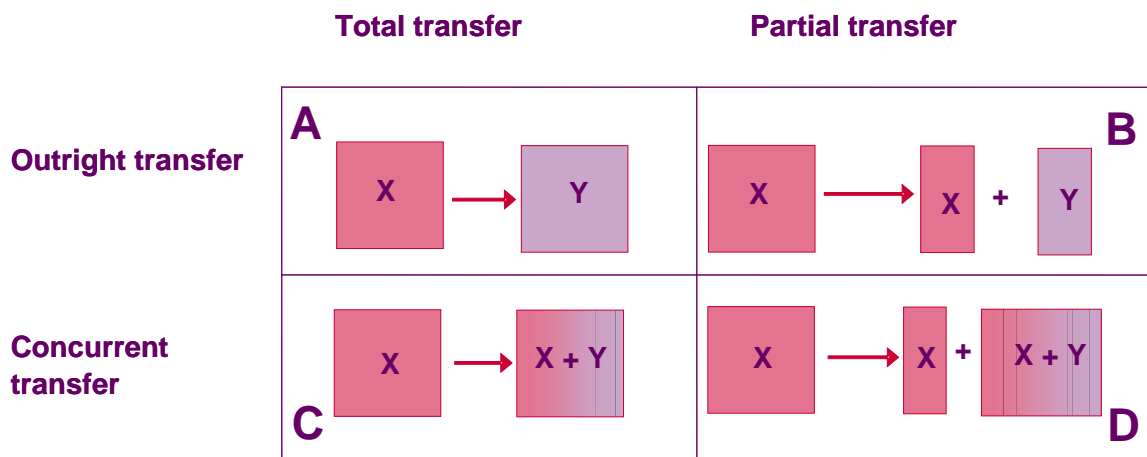 Total transfer Partial transfer
A B
Outright transfer
X Y X X + Y
Concurrent
transfer
X X + Y X X + X + Y
C D